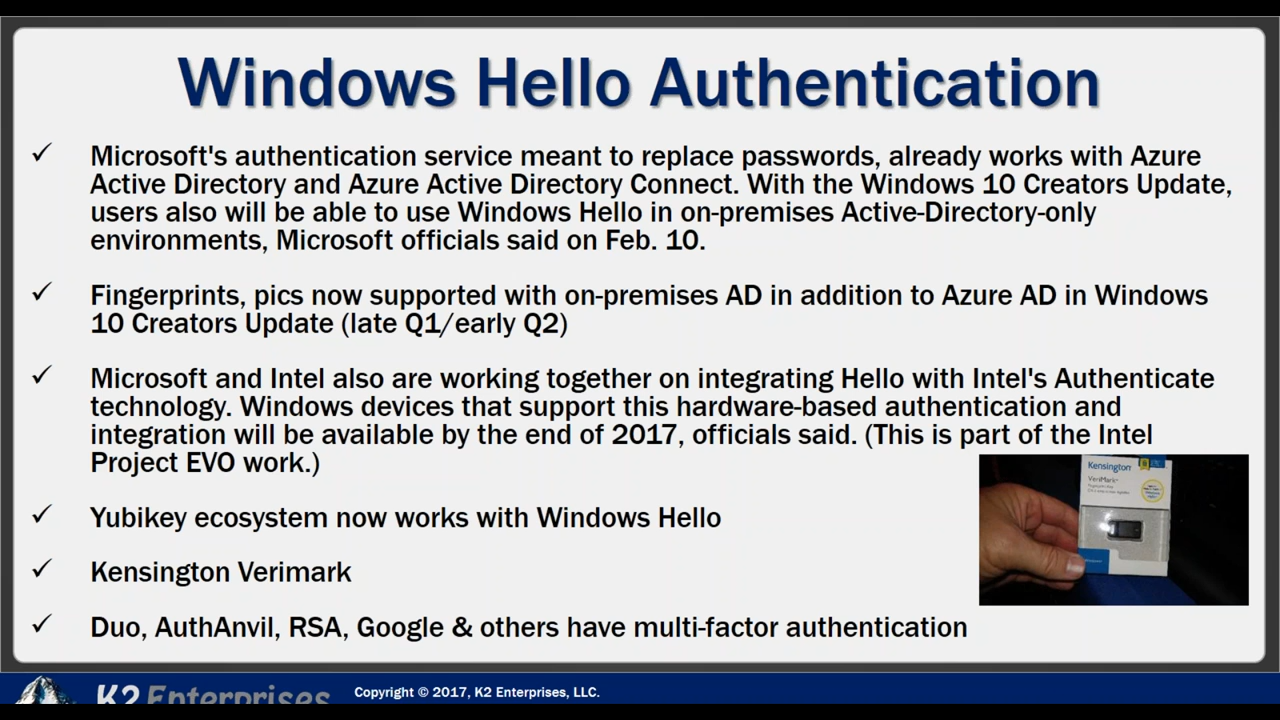 Windows Hello Authentication
✓ Microsoft's authentication service meant to replace passwords, already works with Azure
Active Directory and Azure Active Directory Connect. With the Windows 10 Creators Update,
users also will be able to use Windows Hello in on-premises Active-Directory-only
environments, Microsoft officials said on Feb. 10.
✓ Fingerprints, pics now supported with on-premises AD in addition to Azure AD in Windows
10 Creators Update (late Q1/early Q2)
✓ Microsoft and Intel also are working together on integrating Hello with Intel's Authenticate
technology. Windows devices that support this hardware-based authentication and
integration will be available by the end of 2017, officials said. (This is part of the Intel
Project EVO work.)
✓ Yubikey ecosystem now works with Windows Hello
✓ Kensington Verimark
✓ Duo, AuthAnvil, RSA, Google & others have multi-factor authentication
Kensington
VeriMark
K2 Enterprises
Copyright © 2017, K2 Enterprises, LLC.